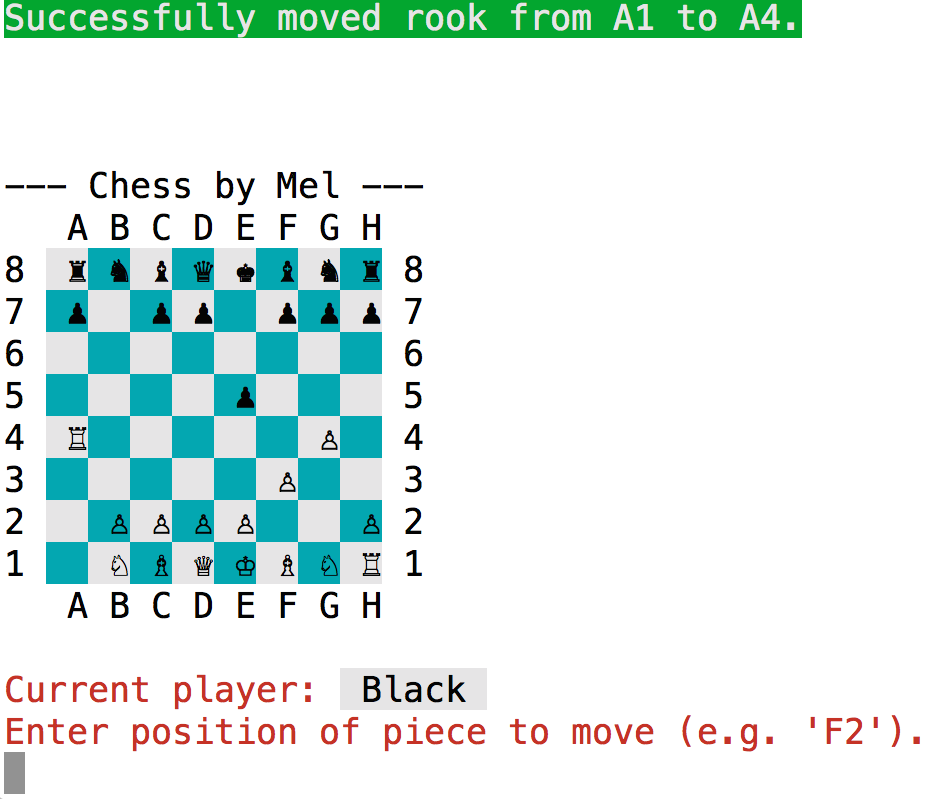 Successfully moved rook from A1 to A4.
--- Chess by Mel ---
A B C D E F G H
8 ♜ ♞ ♝ ♛ ♚ ♝ ♞ ♜ 8
7 ♟ ♟ ♟ ♟ ♟ ♟ 7
6 6
5 ♟ 5
4 ♖ ♙ 4
3 ♙ 3
2 ♙ ♙ ♙ ♙ ♙ 2
1 ♘ ♗ ♕ ♔ ♗ ♘ ♖ 1
A B C D E F G H
Current player: Black
Enter position of piece to move (e.g. 'F2').